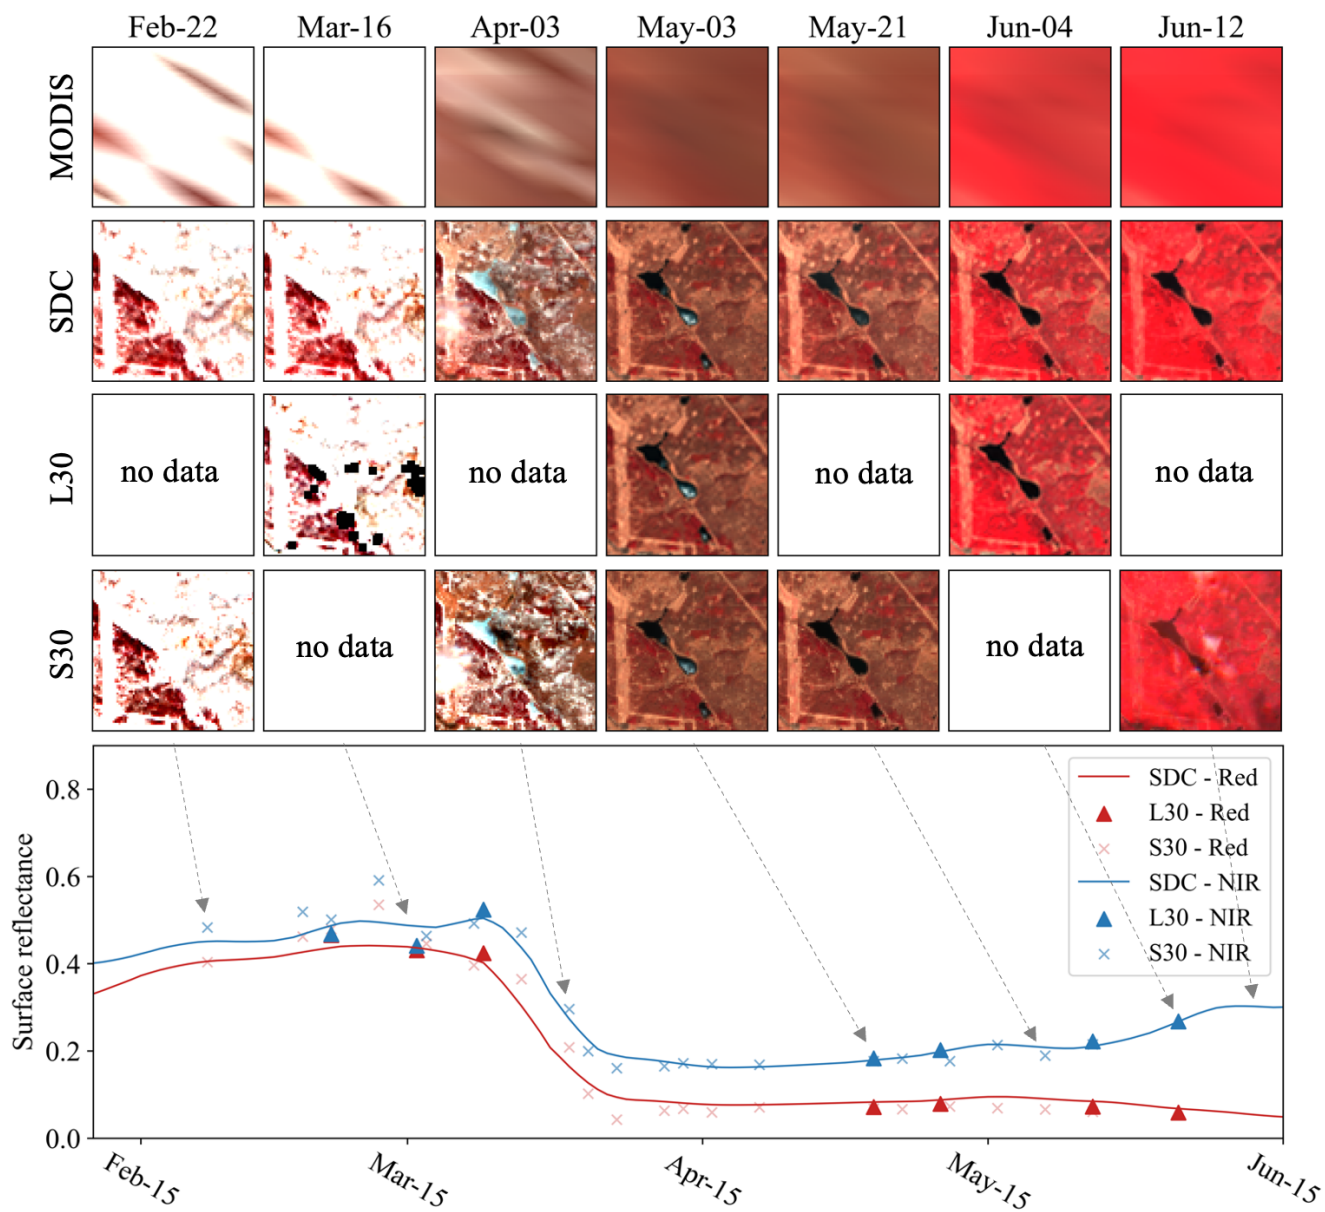 Feb-22 Mar-16 Apr-03 May-03 May-21 Jun-04 Jun-12
MODIS
SDC
L30
no data no data no data no data
S30
no data no data
SDC - Red
L30 - Red
S30 - Red
SDC - NIR
L30 - NIR
S30 - NIR
Surface reflectance
0.8
0.6
0.4
0.2
0.0
Feb-15 Mar-15 Apr-15 May-15 Jun-15